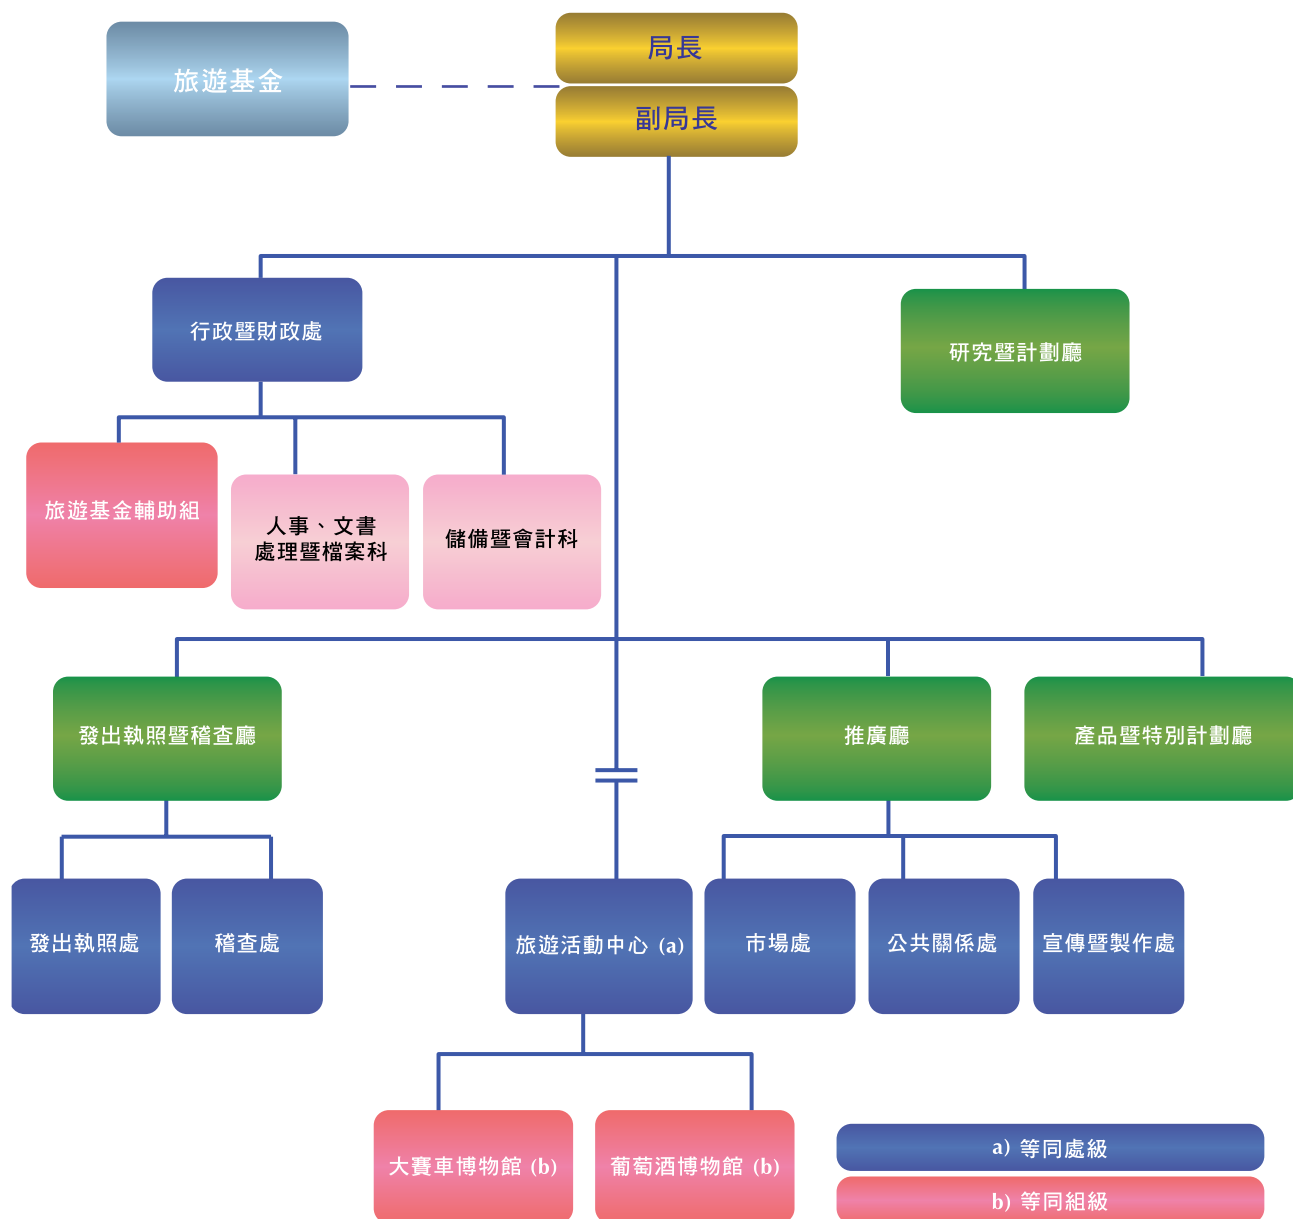 旅遊基金
局長
副局長
行政暨財政處
研究暨計劃廳
旅遊基金輔助組
人事、文書
處理暨檔案科
儲備暨會計科
發出執照暨稽查廳
推廣廳
產品暨特別計劃廳
發出執照處
稽查處
旅遊活動中心 (a)
市場處
公共關係處
宣傳暨製作處
大賽車博物館 (b)
葡萄酒博物館 (b)
a) 等同處級
b) 等同組級